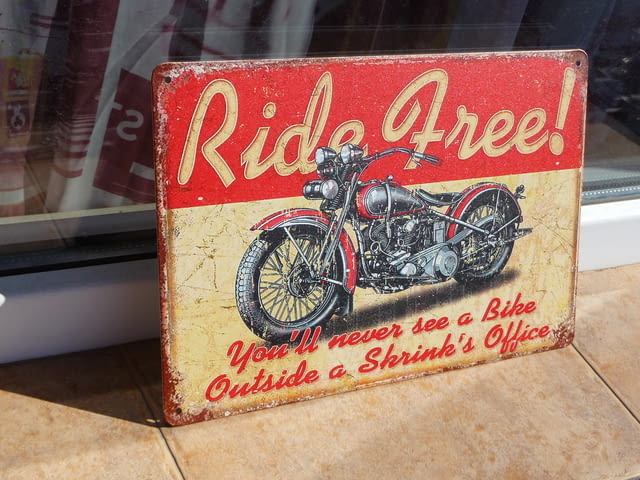 Ride Free!
You'll never see a Bike
Outside a Shrink's Office